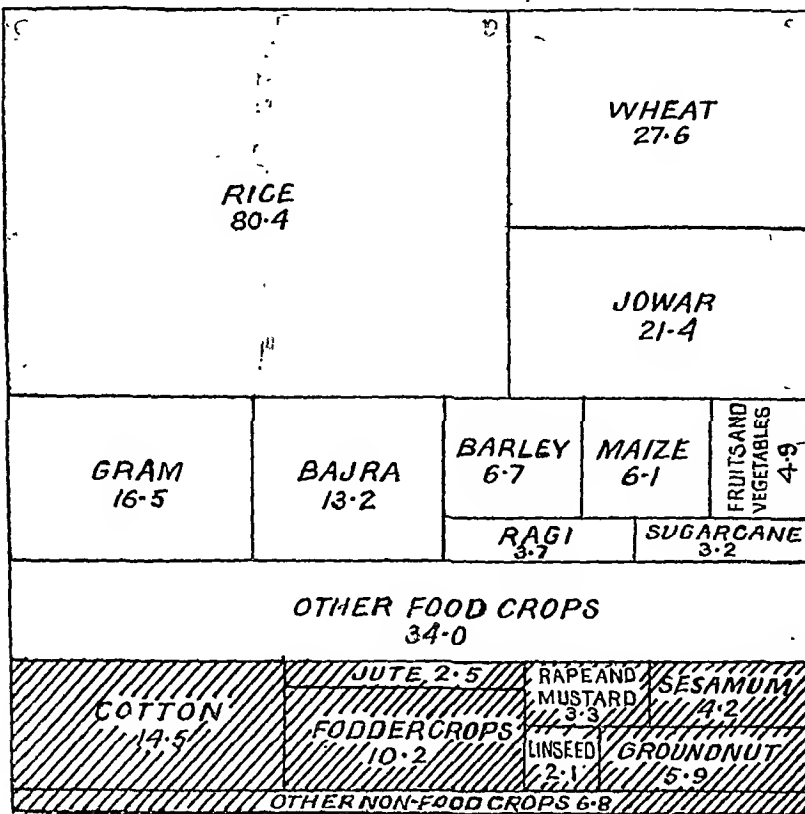 RICE
80·4
WHEAT
27·6
JOWAR
21·4
GRAM
16·5
BAJRA
13·2
BARLEY
6·7
MAIZE
6·1
FRUITS AND
VEGETABLES
4·9
RAGI
3·7
SUGARCANE
3·2
OTHER FOOD CROPS
34·0
COTTON
14·5
JUTE 2·5
FODDER CROPS
10·2
RAPE AND
MUSTARD
3·3
SESAMUM
4·2
LINSEED
2·1
GROUNDNUT
5·9
OTHER NON-FOOD CROPS 6·8